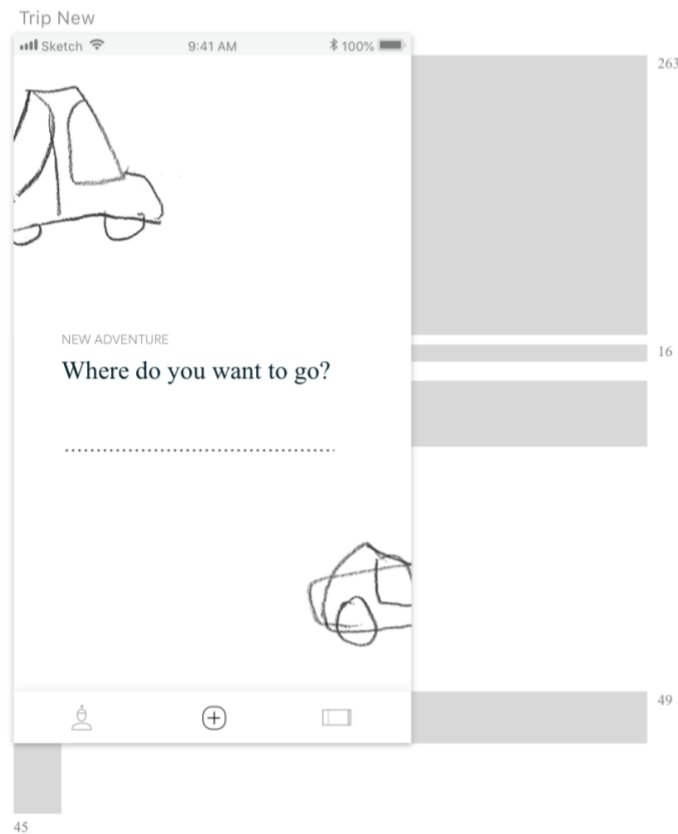 Trip New
Sketch 9:41 AM 100%
263
NEW ADVENTURE
16
Where do you want to go?
49
45